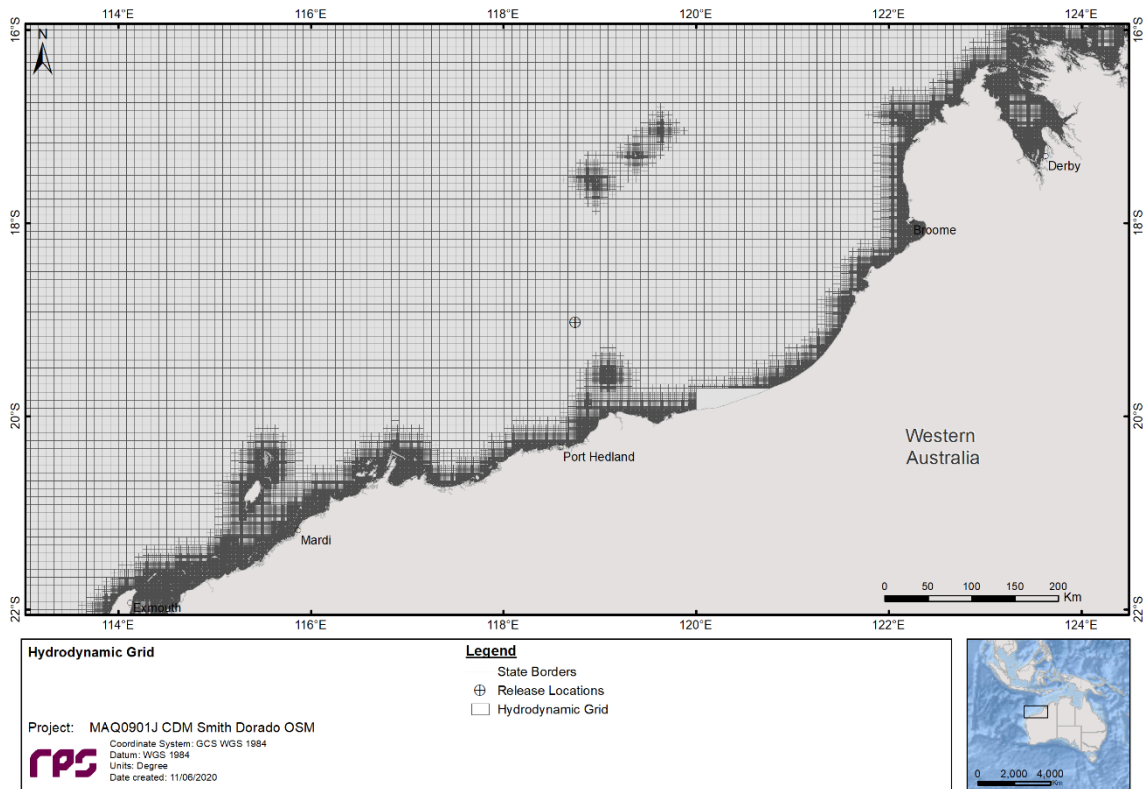 114°E 116°E 118°E 120°E 122°E 124°E
16°S 16°S
N
Derby
18°S 18°S
Broome
20°S 20°S
Western
Australia
Port Hedland
Mardi
0 50 100 150 200
Km
Exmouth
22°S 22°S
114°E 116°E 118°E 120°E 122°E 124°E
Hydrodynamic Grid
Legend
State Borders
Release Locations
Hydrodynamic Grid
Project: MAQ0901J CDM Smith Dorado OSM
rps
Coordinate System: GCS WGS 1984
Datum: WGS 1984
Units: Degree
Date created: 11/06/2020
0 2,000 4,000
Km